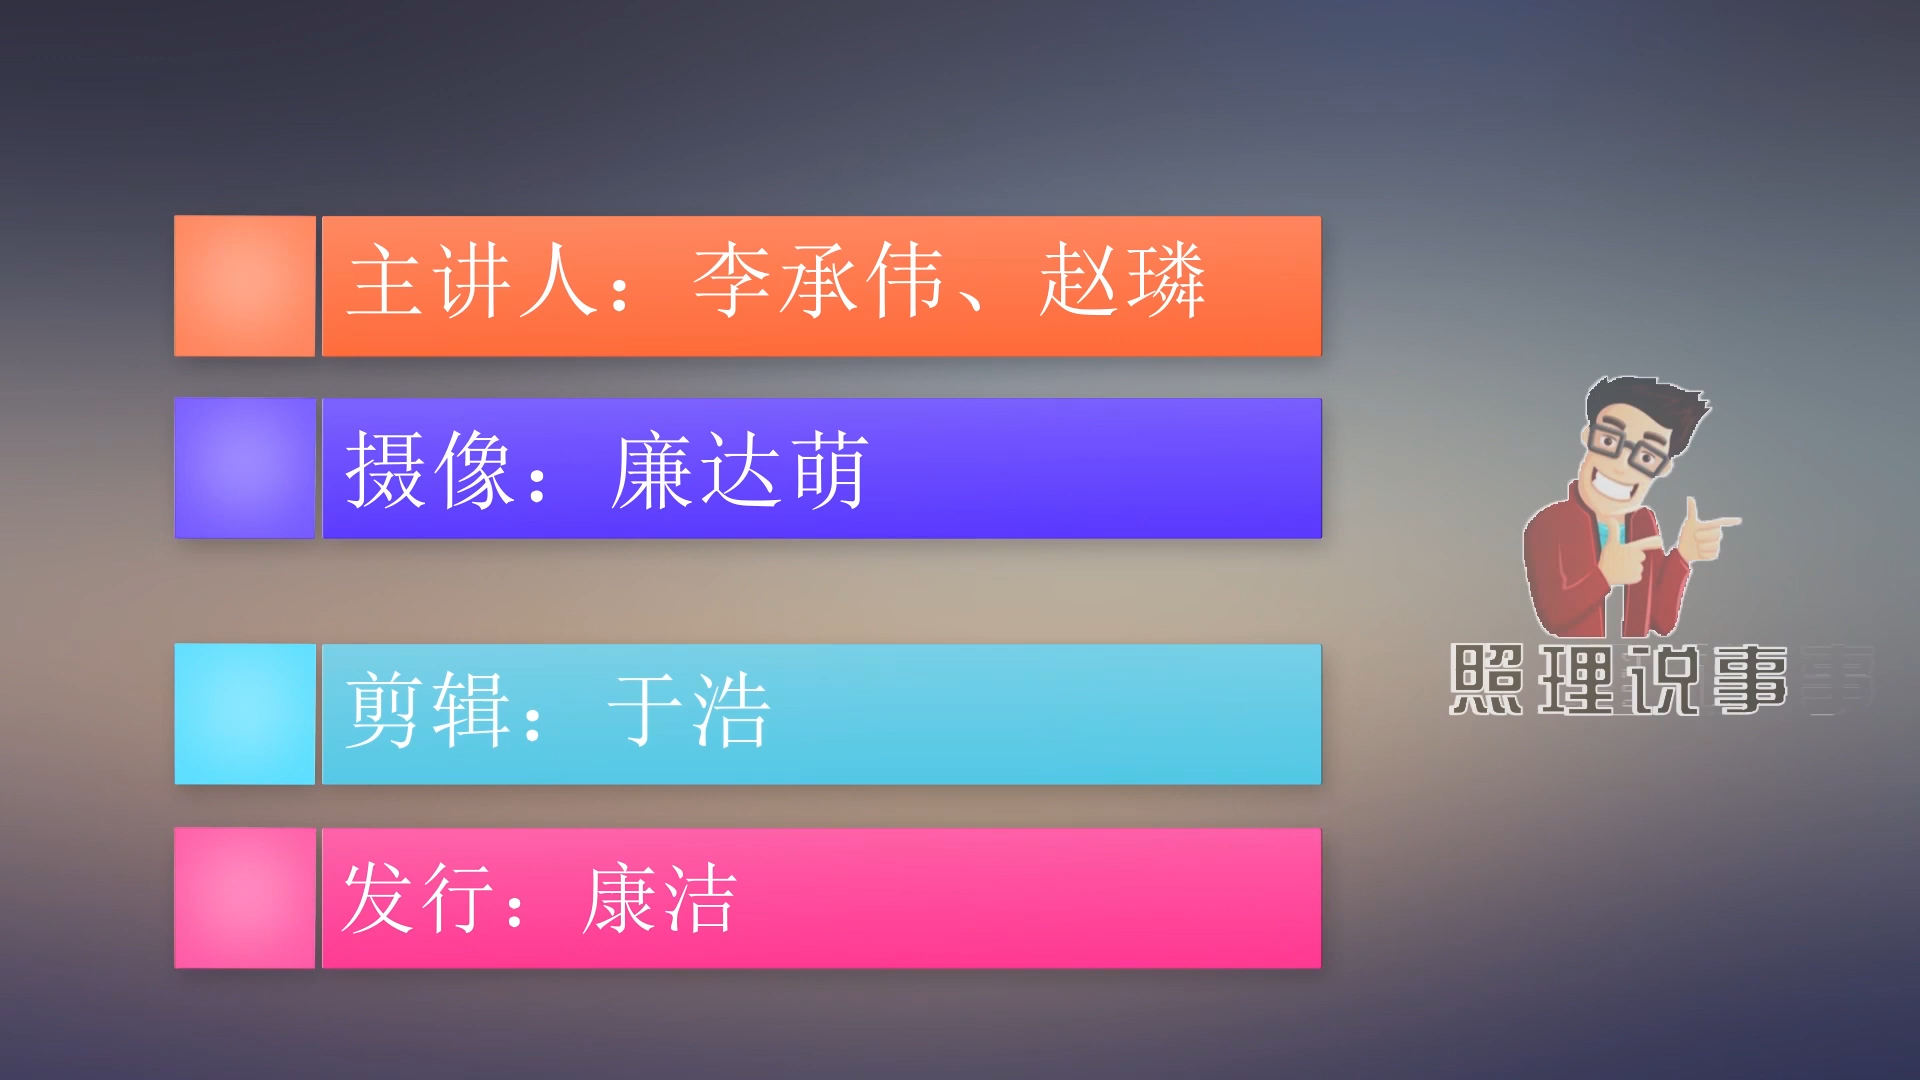 主讲人：李承伟、赵璘
摄像：廉达萌
剪辑：于浩
发行：康洁
照理说事